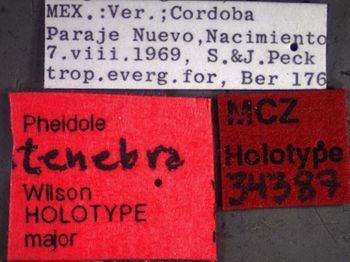 MEX.:Ver.;Cordoba
Paraje Nuevo,Nacimiento
7.viii.1969, S.&J.Peck
trop.everg.for, Ber 176
Pheidole
tenebra
Wilson
HOLOTYPE
major
MCZ
Holotype
34387